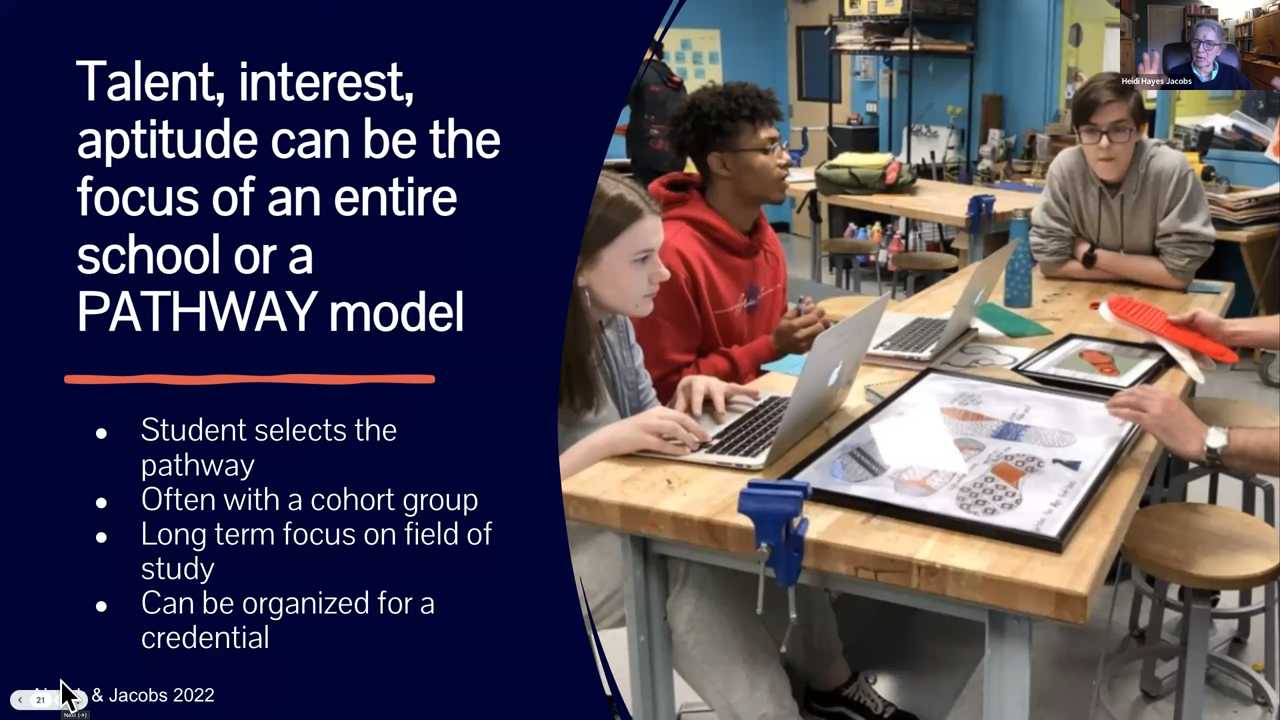 Talent, interest,
aptitude can be the
focus of an entire
school or a
PATHWAY model
• Student selects the
pathway
• Often with a cohort group
• Long term focus on field of
study
• Can be organized for a
credential
& Jacobs 2022
21
Next (→)
Heidi Hayes Jacobs